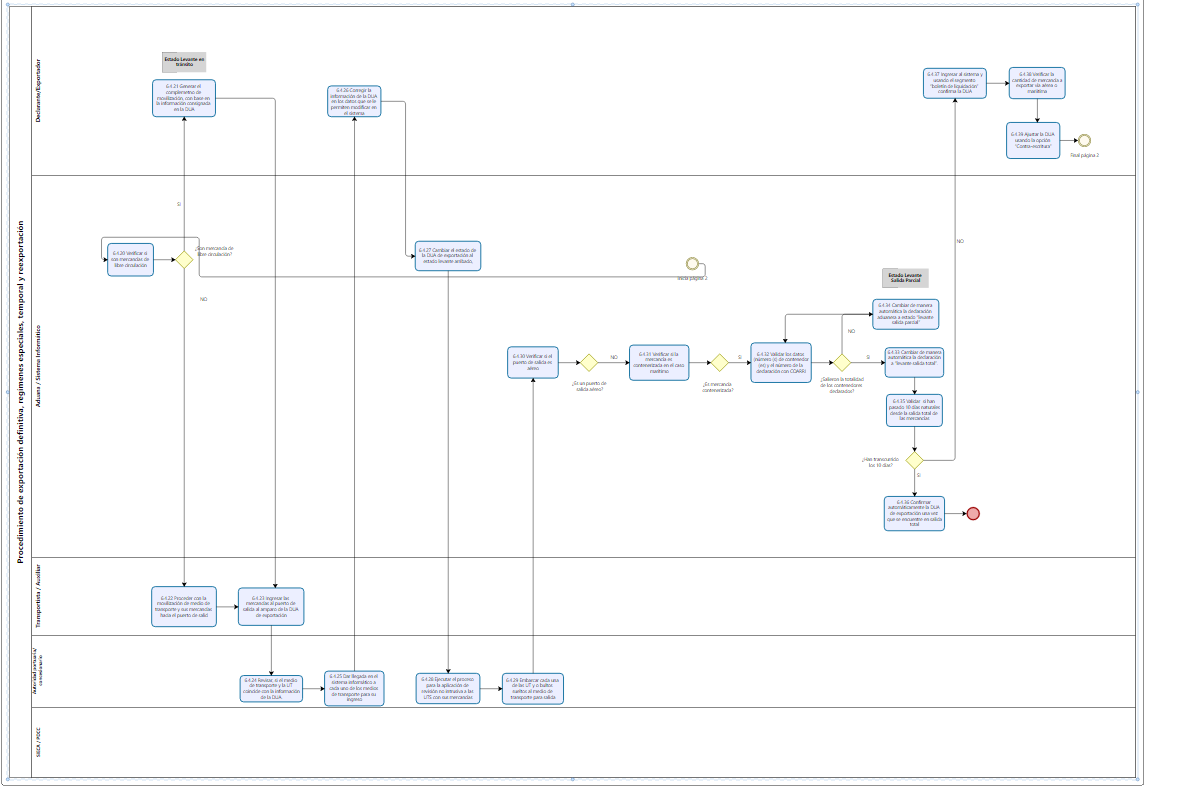 Procedimiento de exportación definitiva, regímenes especiales, temporal y reexportación
Declarante/Exportador
Estado Levante en
tránsito
6.4.21 Generar el
complemetno de
movilización, con base en
la información consignada
en la DUA
6.4.26 Corregir la
información de la DUA
en los datos que se le
permiten modificar en
el sistema
6.4.37 Ingresar al sistema y
usando el segmento
"boletín de liquidación"
confirma la DUA
6.4.38 Verificar la
cantidad de mercancía a
exportar vía aérea o
marítima
6.4.39 Ajustar la DUA
usando la opción
"Contra-escritura"
Final página 2
Aduana / Sistema Informático
SI
6.4.20 Verificar si
son mercancías de
libre circulación
¿Son mercancía de
libre circulación?
NO
6.4.27 Cambiar el estado de
la DUA de exportación al
estado levante arribado,
Inicia página 2
NO
Estado Levante
Salida Parcial
6.4.34 Cambiar de manera
automática la declaración
aduanera a estado "levante
salida parcial"
NO
6.4.30 Verificar si el
puerto de salida es
aéreo
¿Es un puerto de
salida aéreo?
NO
6.4.31 Verificar si la
mercancía es
contenerizada en el caso
marítimo
¿Es mercancía
contenerizada?
SI
6.4.32 Validar los datos
(número (s) de contenedor
(es) y el número de la
declaración con COARRI
¿Salieron la totalidad
de los contenedores
declarados?
SI
6.4.33 Cambiar de manera
automática la declaración
a "levante salida total"
6.4.35 Validar si han
pasado 10 días naturales
desde la salida total de
las mercancías
¿Han transcurrido
los 10 días?
SI
6.4.36 Confirmar
automáticamente la DUA
de exportación una vez
que se encuentre en salida
total
Transportista / Auxiliar
6.4.22 Proceder con la
movilización de medio de
transporte y sus mercancías
hacia el puerto de salid
6.4.23 Ingresar las
mercancías al puerto de
salida al amparo de la DUA
de exportación
Autoridad portuaria/
concesionario
6.4.24 Revisar, si el medio
de transporte y la UT
coincide con la información
de la DUA
6.4.25 Dar llegada en el
sistema informático a
cada uno de los medios
de transporte para su
ingreso
6.4.28 Ejecutar el proceso
para la aplicación de
revisión no intrusiva a las
UTS con sus mercancías
6.4.29 Embarcar cada una
de las UT y o bultos
sueltos al medio de
transporte para salida